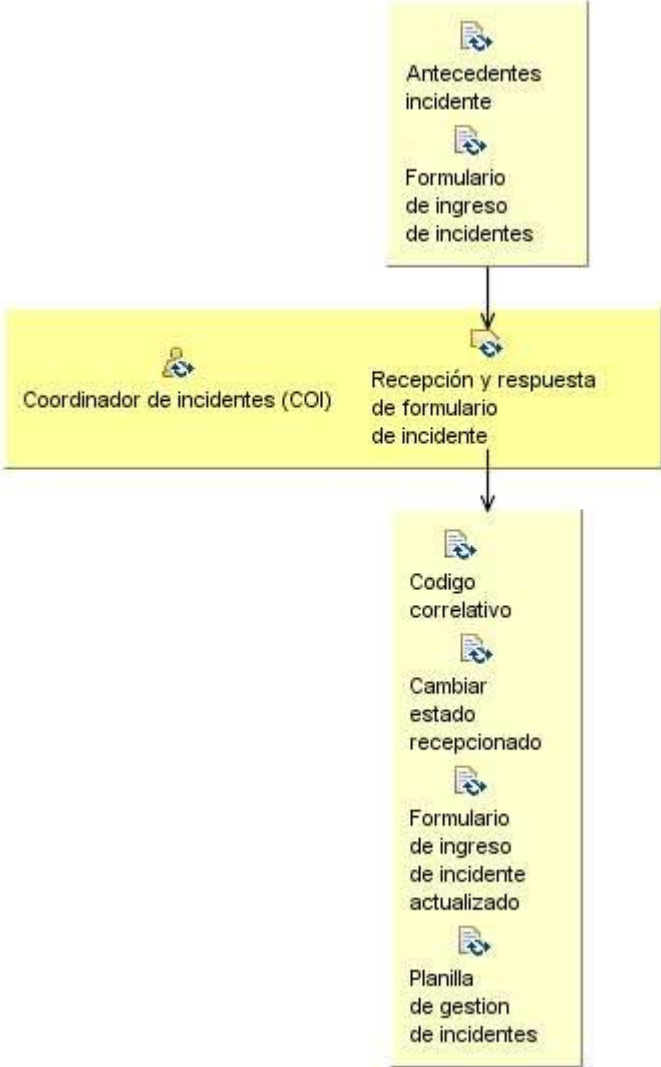 Antecedentes
incidente
Formulario
de ingreso
de incidentes
Coordinador de incidentes (COI)
Recepción y respuesta
de formulario
de incidente
Codigo
correlativo
Cambiar
estado
recepcionado
Formulario
de ingreso
de incidente
actualizado
Planilla
de gestion
de incidentes